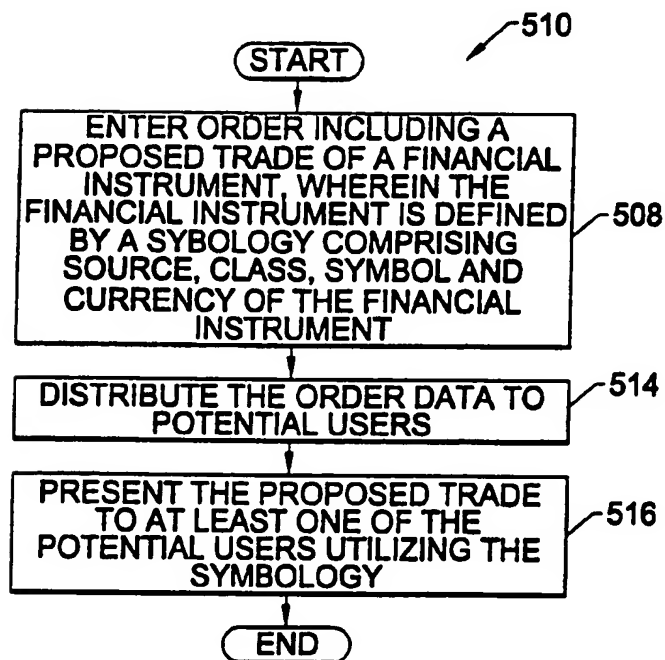 510
START
ENTER ORDER INCLUDING A
PROPOSED TRADE OF A FINANCIAL
INSTRUMENT, WHEREIN THE
FINANCIAL INSTRUMENT IS DEFINED
BY A SYBOLOGY COMPRISING
SOURCE, CLASS, SYMBOL AND
CURRENCY OF THE FINANCIAL
INSTRUMENT
508
DISTRIBUTE THE ORDER DATA TO
POTENTIAL USERS
514
PRESENT THE PROPOSED TRADE
TO AT LEAST ONE OF THE
POTENTIAL USERS UTILIZING THE
SYMBOLOGY
516
END